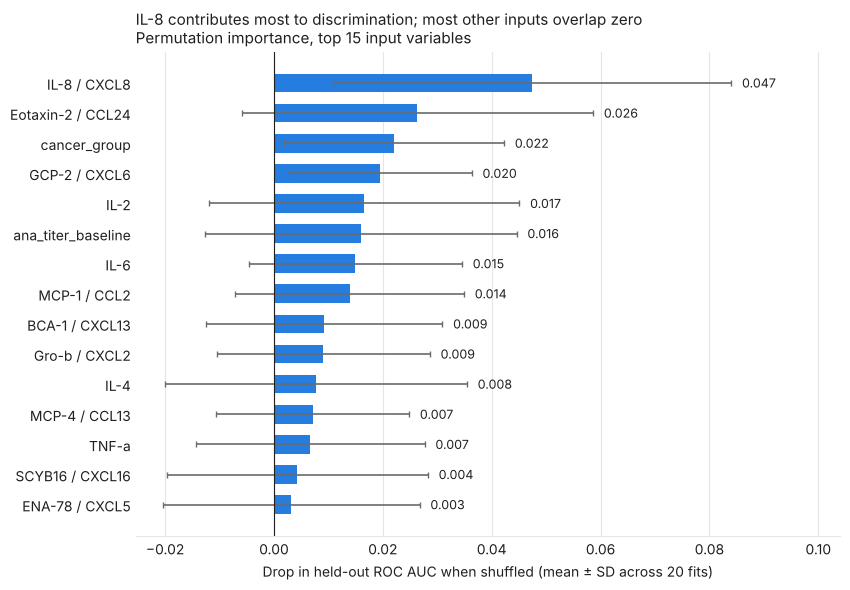 IL-8 contributes most to discrimination; most other inputs overlap zero
Permutation importance, top 15 input variables
IL-8 / CXCL8 0.047
Eotaxin-2 / CCL24 0.026
cancer_group 0.022
GCP-2 / CXCL6 0.020
IL-2 0.017
ana_titer_baseline 0.016
IL-6 0.015
MCP-1 / CCL2 0.014
BCA-1 / CXCL13 0.009
Gro-b / CXCL2 0.009
IL-4 0.008
MCP-4 / CCL13 0.007
TNF-a 0.007
SCYB16 / CXCL16 0.004
ENA-78 / CXCL5 0.003
−0.02 0.00 0.02 0.04 0.06 0.08 0.10
Drop in held-out ROC AUC when shuffled (mean ± SD across 20 fits)